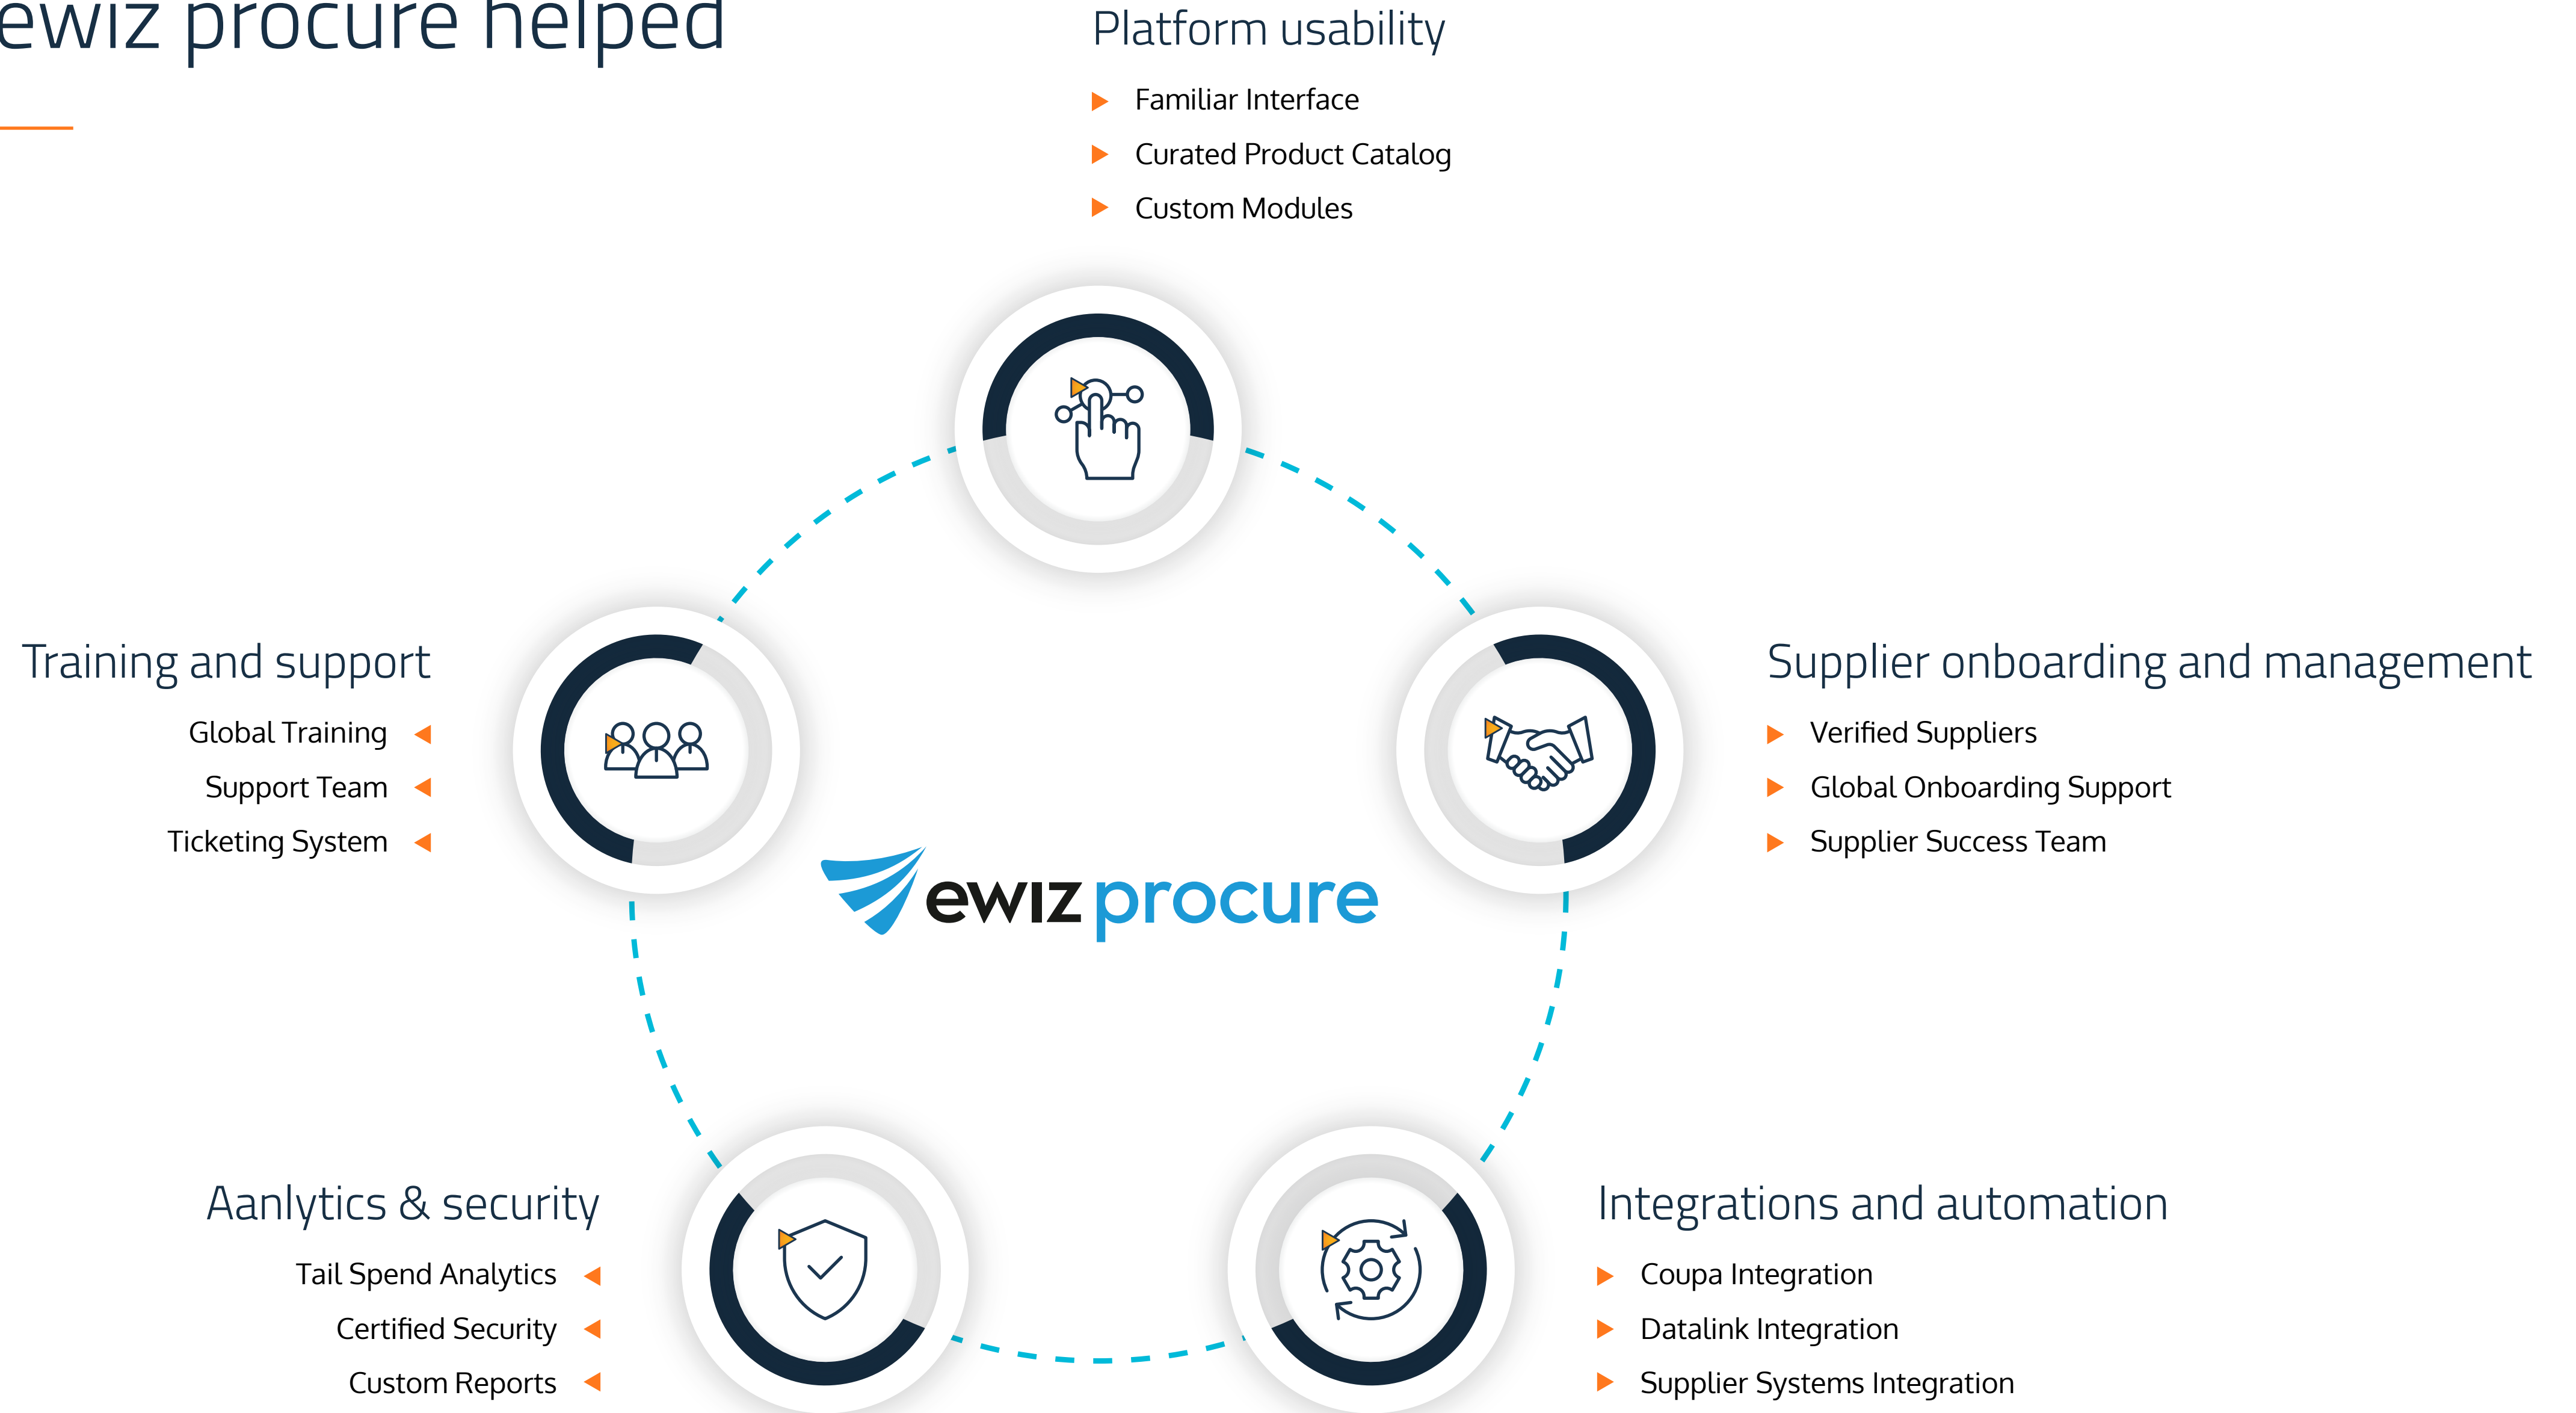 ewiz procure helped
Platform usability
Familiar Interface
Curated Product Catalog
Custom Modules
Training and support
Global Training
Support Team
Ticketing System
Supplier onboarding and management
Verified Suppliers
Global Onboarding Support
Supplier Success Team
ewiz procure
Aanlytics & security
Tail Spend Analytics
Certified Security
Custom Reports
Integrations and automation
Coupa Integration
Datalink Integration
Supplier Systems Integration